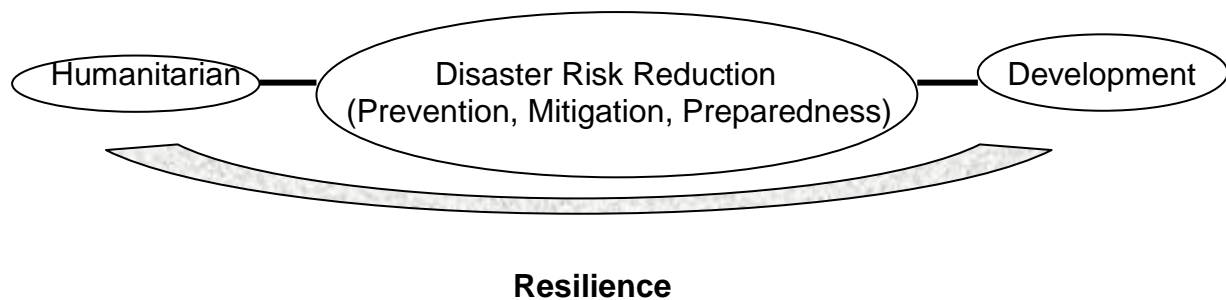 Humanitarian
Disaster Risk Reduction
(Prevention, Mitigation, Preparedness)
Development
Resilience